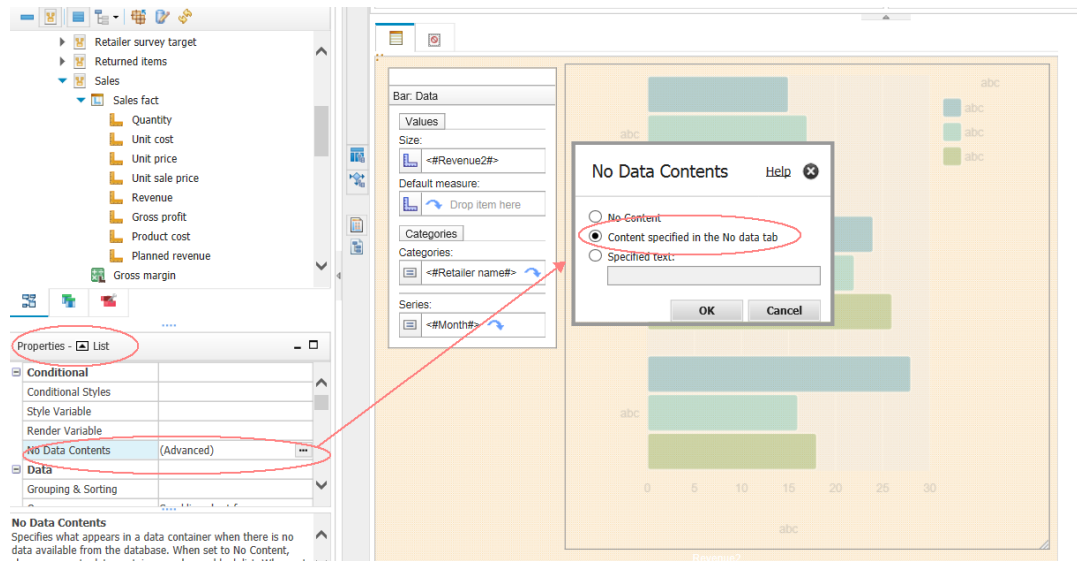 Retailer survey target
Returned items
Sales
Sales fact
Quantity
Unit cost
Unit price
Unit sale price
Revenue
Gross profit
Product cost
Planned revenue
Gross margin
Properties - List
Conditional
Conditional Styles
Style Variable
Render Variable
No Data Contents (Advanced) ...
Data
Grouping & Sorting
No Data Contents
Specifies what appears in a data container when there is no
data available from the database. When set to No Content,
Bar: Data
Values
Size:
<#Revenue2#>
Default measure:
Drop item here
Categories
Categories:
<#Retailer name#>
Series:
<#Month#>
abc
abc
abc
abc
abc
No Data Contents Help
No Content
Content specified in the No data tab
Specified text:
OK Cancel
abc
0 5 10 15 20 25 30
abc
Revenue2